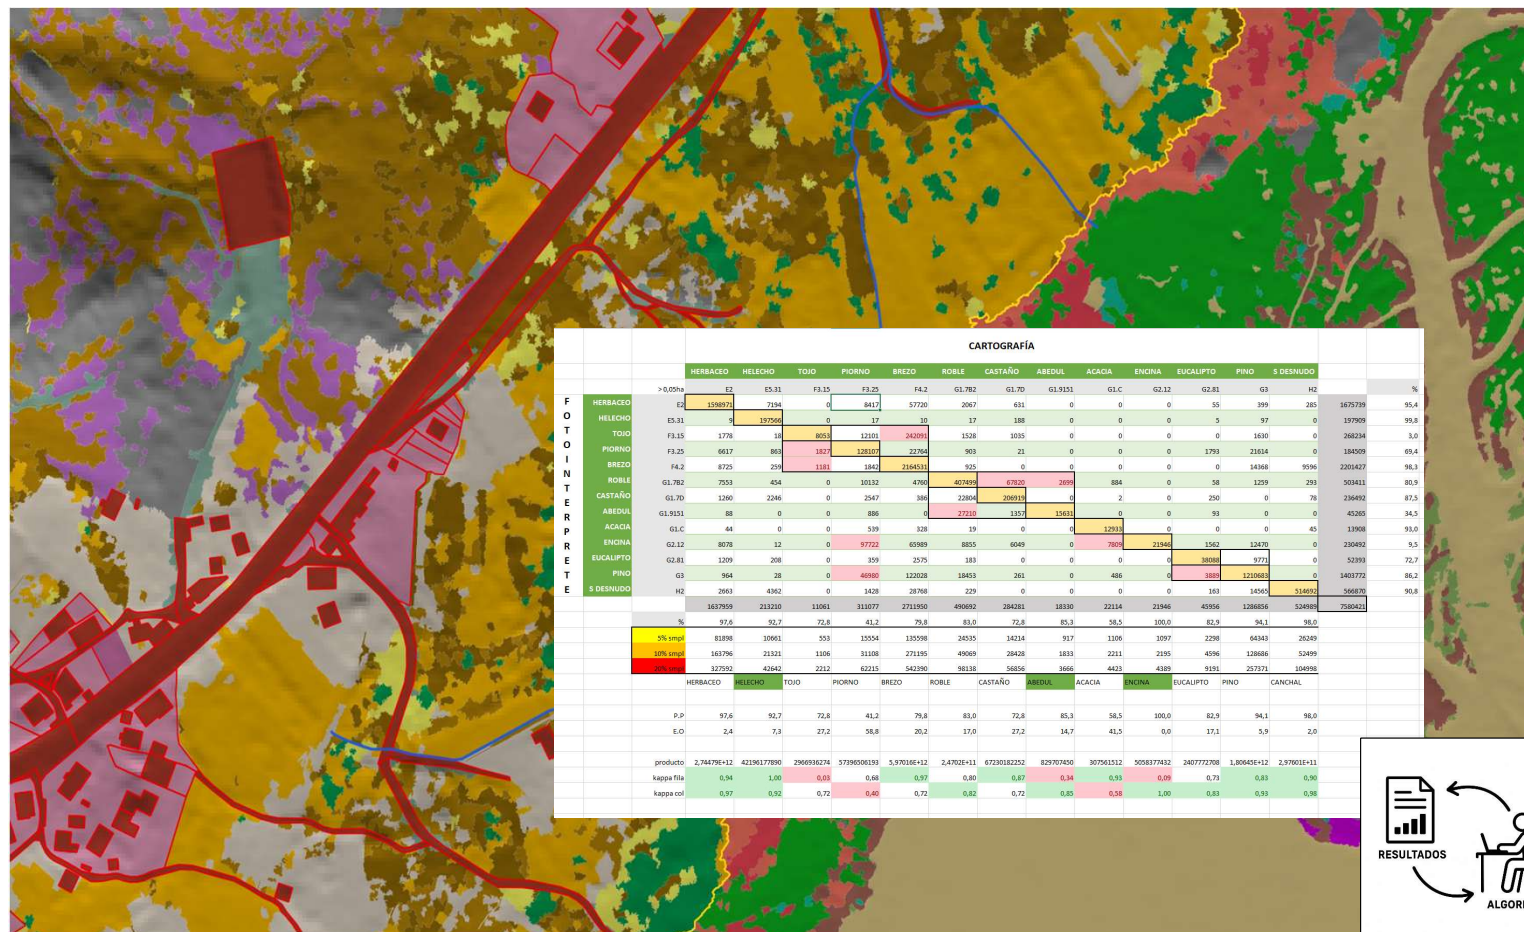 CARTOGRAFÍA
HERBACEO HELECHO TOJO PIORNO BREZO ROBLE CASTAÑO ABEDUL ACACIA ENCINA EUCALIPTO PINO S DESNUDO
>0,05ha E2 E5.31 F3.15 F3.25 F4.2 G1.7B2 G1.7D G1.9151 G1.C G2.12 G2.81 G3 H2 %
FOTOINTERPRETE
HERBACEO E2 1598971 7194 0 8417 57720 2067 631 0 0 0 55 399 285 1675739 95,4
HELECHO E5.31 9 197566 0 17 10 17 188 0 0 0 5 97 0 197909 99,8
TOJO F3.15 1778 18 8053 12101 242091 1528 1035 0 0 0 0 1630 0 268234 3,0
PIORNO F3.25 6617 863 1827 128107 22764 903 21 0 0 0 1793 21614 0 184509 69,4
BREZO F4.2 8725 259 1181 1842 2164531 925 0 0 0 0 0 14368 9596 2201427 98,3
ROBLE G1.7B2 7553 454 0 10132 4760 407499 67820 2699 884 0 58 1259 293 503411 80,9
CASTAÑO G1.7D 1260 2246 0 2547 386 22804 206919 0 2 0 250 0 78 236492 87,5
ABEDUL G1.9151 88 0 0 886 0 27210 1357 15631 0 0 93 0 0 45265 34,5
ACACIA G1.C 44 0 0 539 328 19 0 0 12933 0 0 0 45 13908 93,0
ENCINA G2.12 8078 12 0 97722 65989 8855 6049 0 7809 21946 1562 12470 0 230492 9,5
EUCALIPTO G2.81 1209 208 0 359 2575 183 0 0 0 0 38088 9771 0 52393 72,7
PINO G3 964 28 0 46980 122028 18453 261 0 486 0 3889 1210683 0 1403772 86,2
S DESNUDO H2 2663 4362 0 1428 28768 229 0 0 0 0 163 14565 514692 566870 90,8
1637959 213210 11061 311077 2711950 490692 284281 18330 22114 21946 45956 1286856 524989 7580421
% 97,6 92,7 72,8 41,2 79,8 83,0 72,8 85,3 58,5 100,0 82,9 94,1 98,0
5% smpl 81898 10661 553 15554 135598 24535 14214 917 1106 1097 2298 64343 26249
10% smpl 163796 21321 1106 31108 271195 49069 28428 1833 2211 2195 4596 128686 52499
20% smpl 327592 42642 2212 62215 542390 98138 56856 3666 4423 4389 9191 257371 104998
HERBACEO HELECHO TOJO PIORNO BREZO ROBLE CASTAÑO ABEDUL ACACIA ENCINA EUCALIPTO PINO CANCHAL
P.P 97,6 92,7 72,8 41,2 79,8 83,0 72,8 85,3 58,5 100,0 82,9 94,1 98,0
E.O 2,4 7,3 27,2 58,8 20,2 17,0 27,2 14,7 41,5 0,0 17,1 5,9 2,0
producto 2,74479E+12 42196177890 2966936274 57396506193 5,97016E+12 2,4702E+11 67230182252 829707450 307561512 5058377432 2407772708 1,80645E+12 2,97601E+11
kappa fila 0,94 1,00 0,03 0,68 0,97 0,80 0,87 0,34 0,93 0,09 0,73 0,83 0,90
kappa col 0,97 0,92 0,72 0,40 0,72 0,82 0,72 0,85 0,58 1,00 0,83 0,93 0,98
RESULTADOS
ALGOR